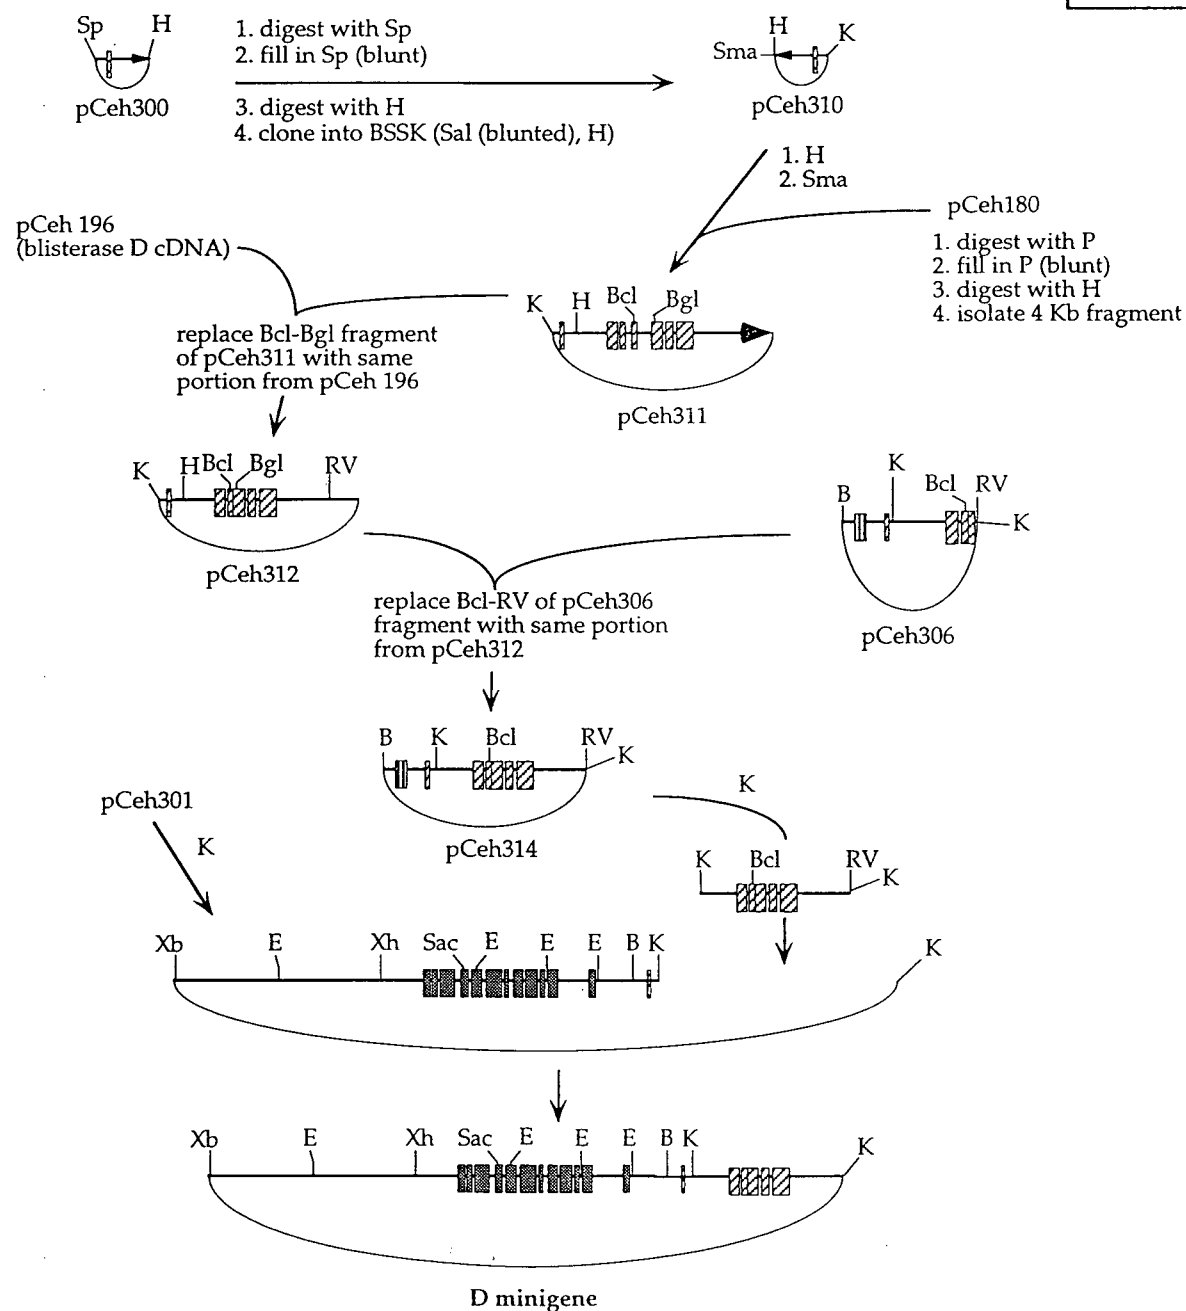 Sp H
pCeh300
1. digest with Sp
2. fill in Sp (blunt)
3. digest with H
4. clone into BSSK (Sal (blunted), H)
H
K
Sma
pCeh310
1. H
2. Sma
pCeh180
1. digest with P
2. fill in P (blunt)
3. digest with H
4. isolate 4 Kb fragment
pCeh 196
(blisterase D cDNA)
replace Bcl-Bgl fragment
of pCeh311 with same
portion from pCeh 196
K H Bcl Bgl
pCeh311
K H Bcl Bgl RV
pCeh312
B K Bcl RV
K
pCeh306
replace Bcl-RV of pCeh306
fragment with same portion
from pCeh312
B K Bcl RV
K
pCeh314
K
pCeh301
K
K Bcl RV
K
Xb E Xh Sac E E E B K
K
Xb E Xh Sac E E E B K
K
D minigene